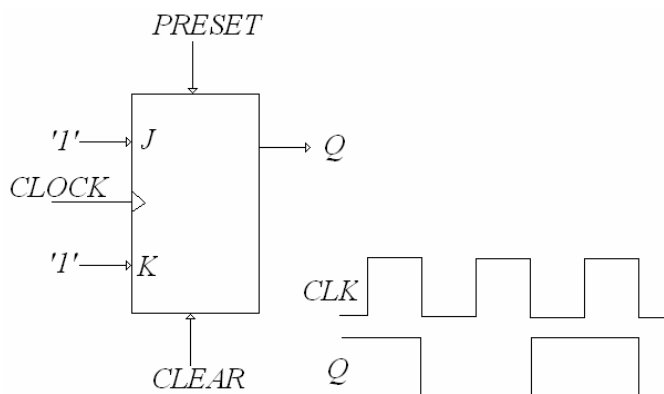 PRESET
'1' J
Q
CLOCK
'1' K
CLK
CLEAR
Q